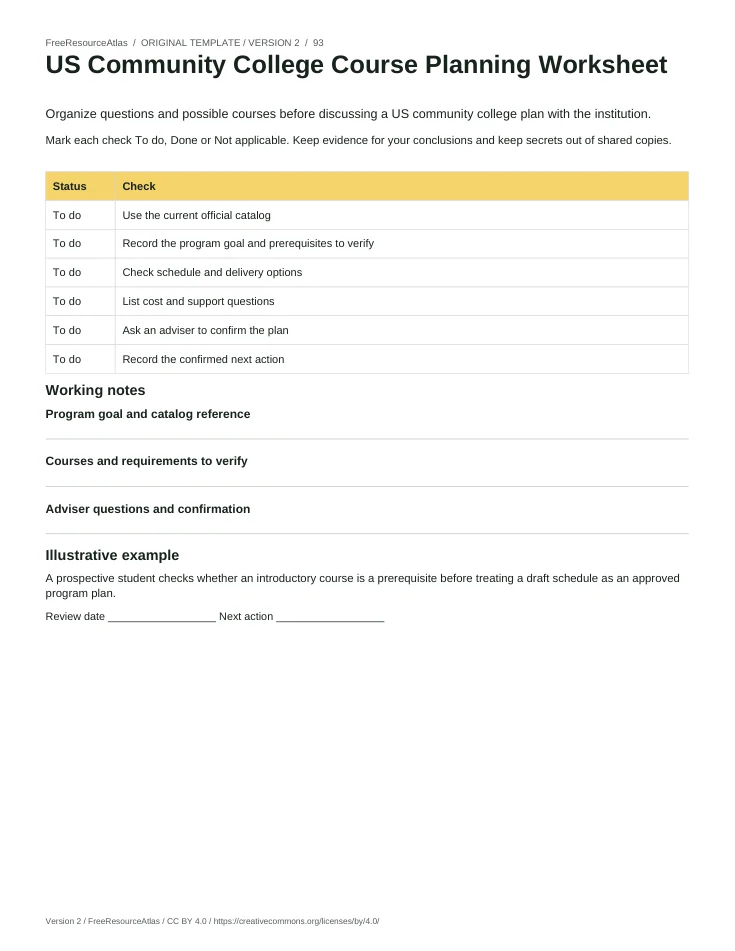 FreeResourceAtlas / ORIGINAL TEMPLATE / VERSION 2 / 93
US Community College Course Planning Worksheet
Organize questions and possible courses before discussing a US community college plan with the institution.
Mark each check To do, Done or Not applicable. Keep evidence for your conclusions and keep secrets out of shared copies.
Status Check
To do Use the current official catalog
To do Record the program goal and prerequisites to verify
To do Check schedule and delivery options
To do List cost and support questions
To do Ask an adviser to confirm the plan
To do Record the confirmed next action
Working notes
Program goal and catalog reference
Courses and requirements to verify
Adviser questions and confirmation
Illustrative example
A prospective student checks whether an introductory course is a prerequisite before treating a draft schedule as an approved
program plan.
Review date __________________ Next action __________________
Version 2 / FreeResourceAtlas / CC BY 4.0 / https://creativecommons.org/licenses/by/4.0/